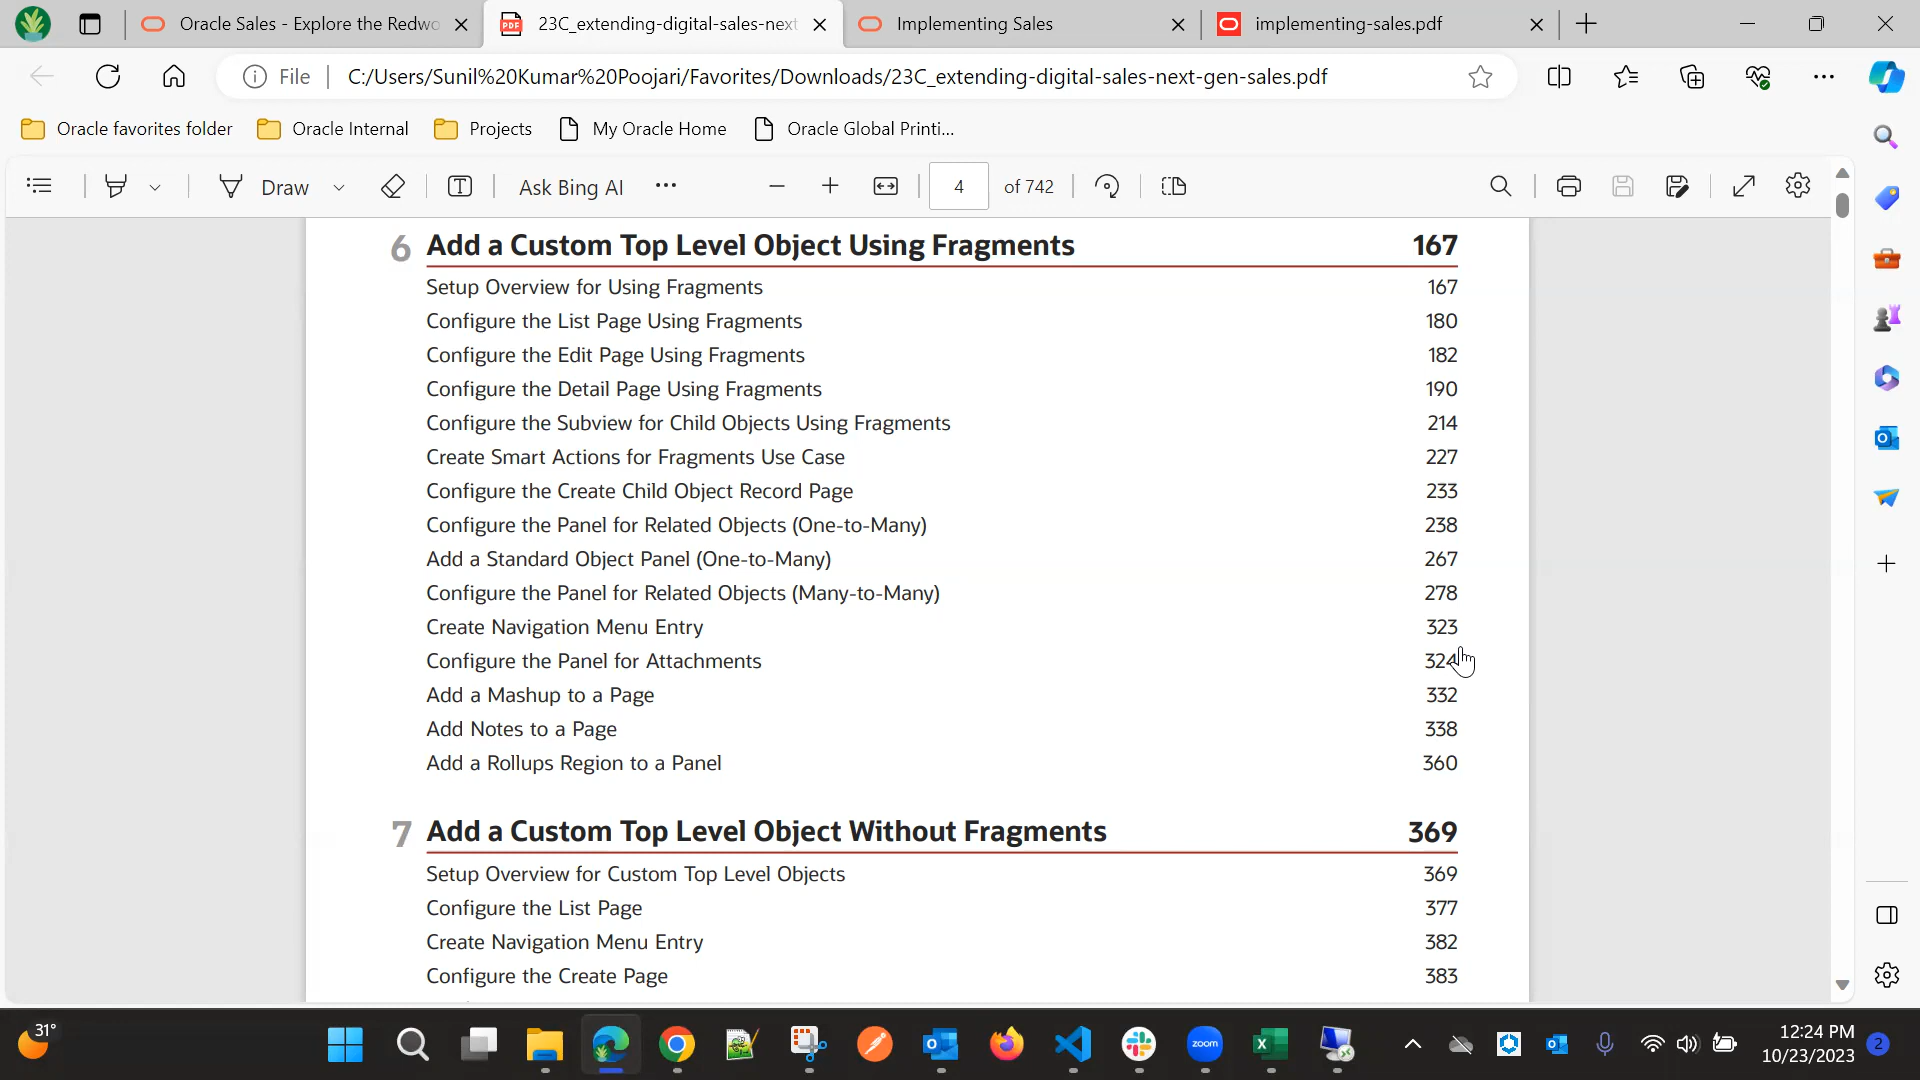 Oracle Sales - Explore the Redwo
23C_extending-digital-sales-next
Implementing Sales
implementing-sales.pdf
File
C:/Users/Sunil%20Kumar%20Poojari/Favorites/Downloads/23C_extending-digital-sales-next-gen-sales.pdf
Oracle favorites folder
Oracle Internal
Projects
My Oracle Home
Oracle Global Printi...
Draw
Ask Bing AI
4 of 742
6 Add a Custom Top Level Object Using Fragments 167
Setup Overview for Using Fragments 167
Configure the List Page Using Fragments 180
Configure the Edit Page Using Fragments 182
Configure the Detail Page Using Fragments 190
Configure the Subview for Child Objects Using Fragments 214
Create Smart Actions for Fragments Use Case 227
Configure the Create Child Object Record Page 233
Configure the Panel for Related Objects (One-to-Many) 238
Add a Standard Object Panel (One-to-Many) 267
Configure the Panel for Related Objects (Many-to-Many) 278
Create Navigation Menu Entry 323
Configure the Panel for Attachments 324
Add a Mashup to a Page 332
Add Notes to a Page 338
Add a Rollups Region to a Panel 360
7 Add a Custom Top Level Object Without Fragments 369
Setup Overview for Custom Top Level Objects 369
Configure the List Page 377
Create Navigation Menu Entry 382
Configure the Create Page 383
31°
zoom
12:24 PM
10/23/2023
2